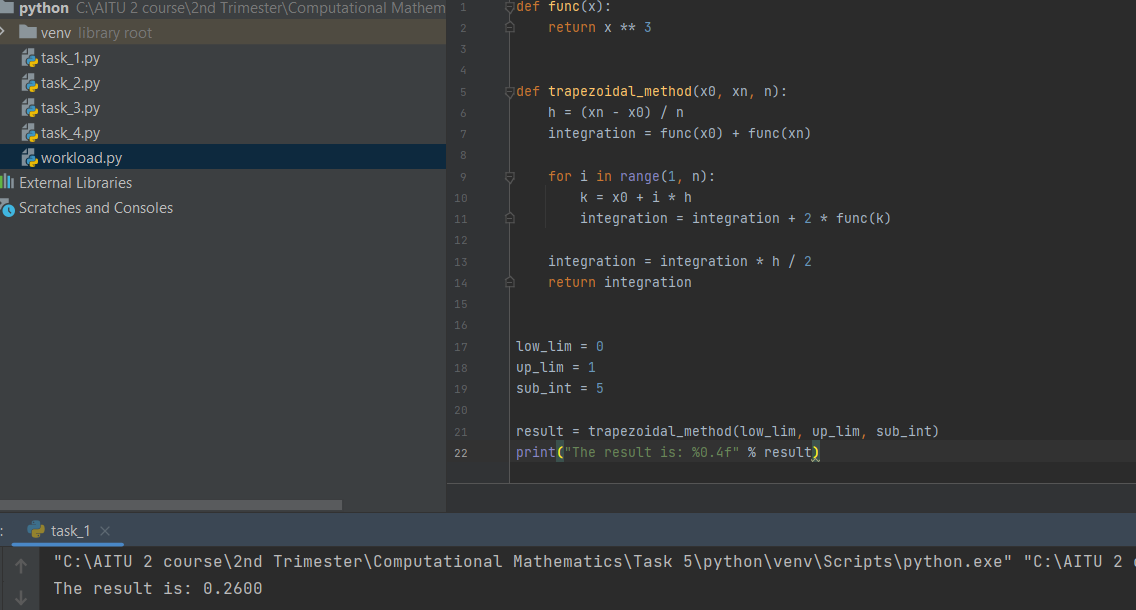 python C:\AITU 2 course\2nd Trimester\Computational Mathem
venv library root
task_1.py
task_2.py
task_3.py
task_4.py
workload.py
External Libraries
Scratches and Consoles
1 def func(x):
2     return x ** 3
3
4
5 def trapezoidal_method(x0, xn, n):
6     h = (xn - x0) / n
7     integration = func(x0) + func(xn)
8
9     for i in range(1, n):
10         k = x0 + i * h
11         integration = integration + 2 * func(k)
12
13     integration = integration * h / 2
14     return integration
15
16
17 low_lim = 0
18 up_lim = 1
19 sub_int = 5
20
21 result = trapezoidal_method(low_lim, up_lim, sub_int)
22 print("The result is: %0.4f" % result)
: task_1
"C:\AITU 2 course\2nd Trimester\Computational Mathematics\Task 5\python\venv\Scripts\python.exe" "C:\AITU 2
The result is: 0.2600